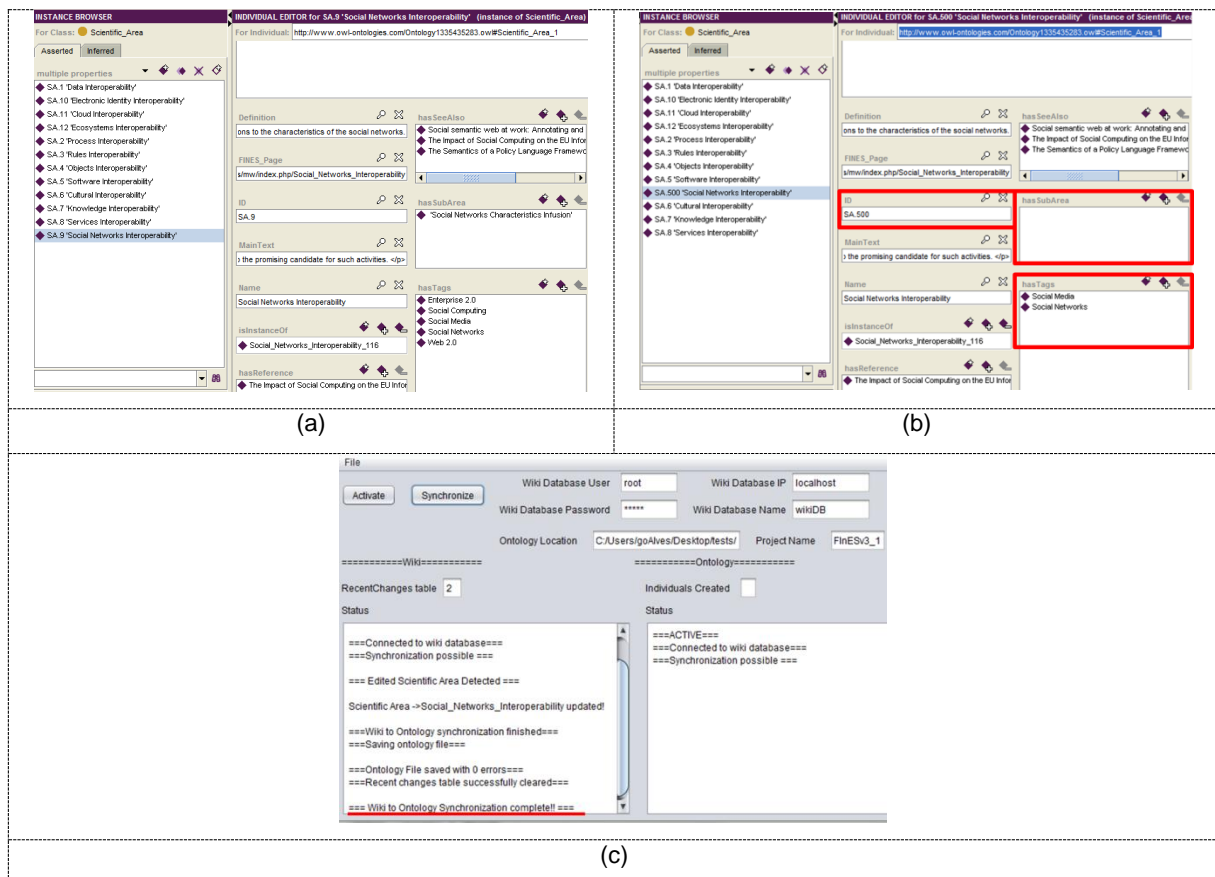 INSTANCE BROWSER
For Class: Scientific_Area
Asserted Inferred
multiple properties
SA.1 'Data Interoperability'
SA.10 'Electronic Identity Interoperability'
SA.11 'Cloud Interoperability'
SA.12 'Ecosystems Interoperability'
SA.2 'Process Interoperability'
SA.3 'Rules Interoperability'
SA.4 'Objects Interoperability'
SA.5 'Software Interoperability'
SA.6 'Cultural Interoperability'
SA.7 'Knowledge Interoperability'
SA.8 'Services Interoperability'
SA.9 'Social Networks Interoperability'
INDIVIDUAL EDITOR for SA.9 'Social Networks Interoperability' (instance of Scientific_Area)
For Individual: http://www.owl-ontologies.com/Ontology1335435283.owl#Scientific_Area_1
Definition
ons to the characteristics of the social networks.
FINES_Page
s/mw/index.php/Social_Networks_Interoperability
ID
SA.9
MainText
the promising candidate for such activities. </p>
Name
Social Networks Interoperability
isInstanceOf
Social_Networks_Interoperability_116
hasReference
The Impact of Social Computing on the EU Infor
hasSeeAlso
Social semantic web at work: Annotating and
The Impact of Social Computing on the EU Infor
The Semantics of a Policy Language Framewo
hasSubArea
'Social Networks Characteristics Infusion'
hasTags
Enterprise 2.0
Social Computing
Social Media
Social Networks
Web 2.0
(a)
INSTANCE BROWSER
For Class: Scientific_Area
Asserted Inferred
multiple properties
SA.1 'Data Interoperability'
SA.10 'Electronic Identity Interoperability'
SA.11 'Cloud Interoperability'
SA.12 'Ecosystems Interoperability'
SA.2 'Process Interoperability'
SA.3 'Rules Interoperability'
SA.4 'Objects Interoperability'
SA.5 'Software Interoperability'
SA.500 'Social Networks Interoperability'
SA.6 'Cultural Interoperability'
SA.7 'Knowledge Interoperability'
SA.8 'Services Interoperability'
INDIVIDUAL EDITOR for SA.500 'Social Networks Interoperability' (instance of Scientific_Area
For Individual: http://www.owl-ontologies.com/Ontology1335435283.owl#Scientific_Area_1
Definition
ons to the characteristics of the social networks.
FINES_Page
s/mw/index.php/Social_Networks_Interoperability
ID
SA.500
MainText
the promising candidate for such activities. </p>
Name
Social Networks Interoperability
isInstanceOf
Social_Networks_Interoperability_116
hasReference
The Impact of Social Computing on the EU Infor
hasSeeAlso
Social semantic web at work: Annotating and
The Impact of Social Computing on the EU Infor
The Semantics of a Policy Language Framewo
hasSubArea
hasTags
Social Media
Social Networks
(b)
File
Activate Synchronize
Wiki Database User root Wiki Database IP localhost
Wiki Database Password ***** Wiki Database Name wikiDB
Ontology Location C:/Users/goAlves/Desktop/tests/ Project Name FInESv3_1
===========Wiki=========== ===========Ontology===========
RecentChanges table 2 Individuals Created
Status Status
===Connected to wiki database===
===Synchronization possible ===
=== Edited Scientific Area Detected ===
Scientific Area ->Social_Networks_Interoperability updated!
===Wiki to Ontology synchronization finished===
===Saving ontology file===
===Ontology File saved with 0 errors===
===Recent changes table successfully cleared===
=== Wiki to Ontology Synchronization complete!! ===
===ACTIVE===
===Connected to wiki database===
===Synchronization possible ===
(c)